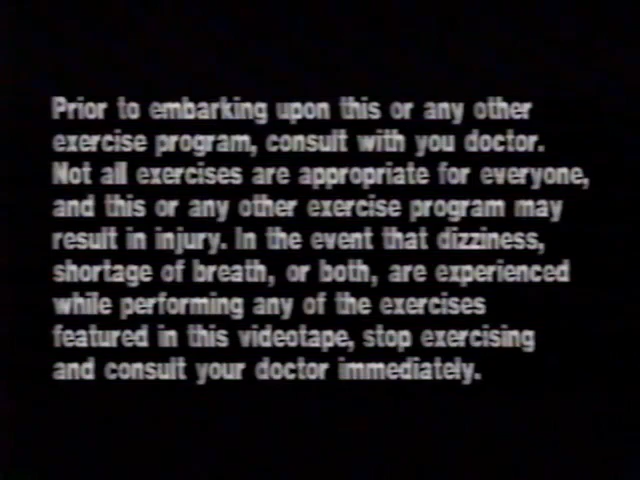 Prior to embarking upon this or any other
exercise program, consult with you doctor.
Not all exercises are appropriate for everyone,
and this or any other exercise program may
result in injury. In the event that dizziness,
shortage of breath, or both, are experienced
while performing any of the exercises
featured in this videotape, stop exercising
and consult your doctor immediately.